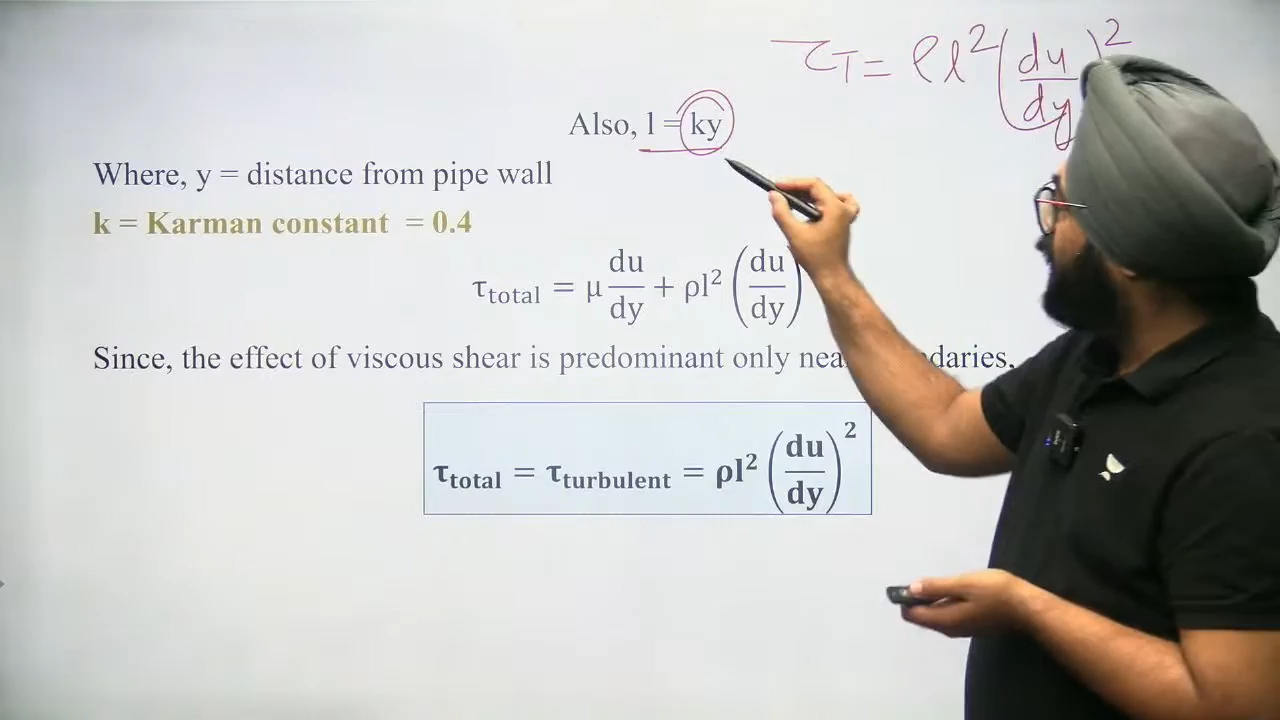 τT = ρl² (du/dy)²
Also, l = ky
Where, y = distance from pipe wall
k = Karman constant = 0.4
τtotal = μ du/dy + ρl² (du/dy)
Since, the effect of viscous shear is predominant only
τtotal = τturbulent = ρl² (du/dy)²